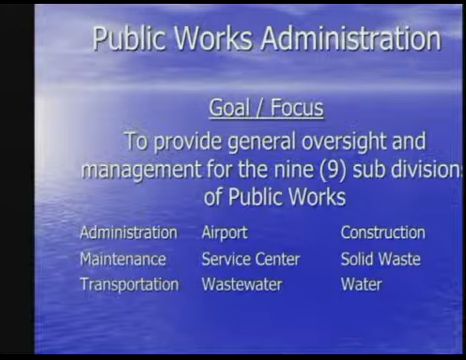 Public Works Administration
Goal / Focus
To provide general oversight and
management for the nine (9) sub division
of Public Works
Administration Airport Construction
Maintenance Service Center Solid Waste
Transportation Wastewater Water